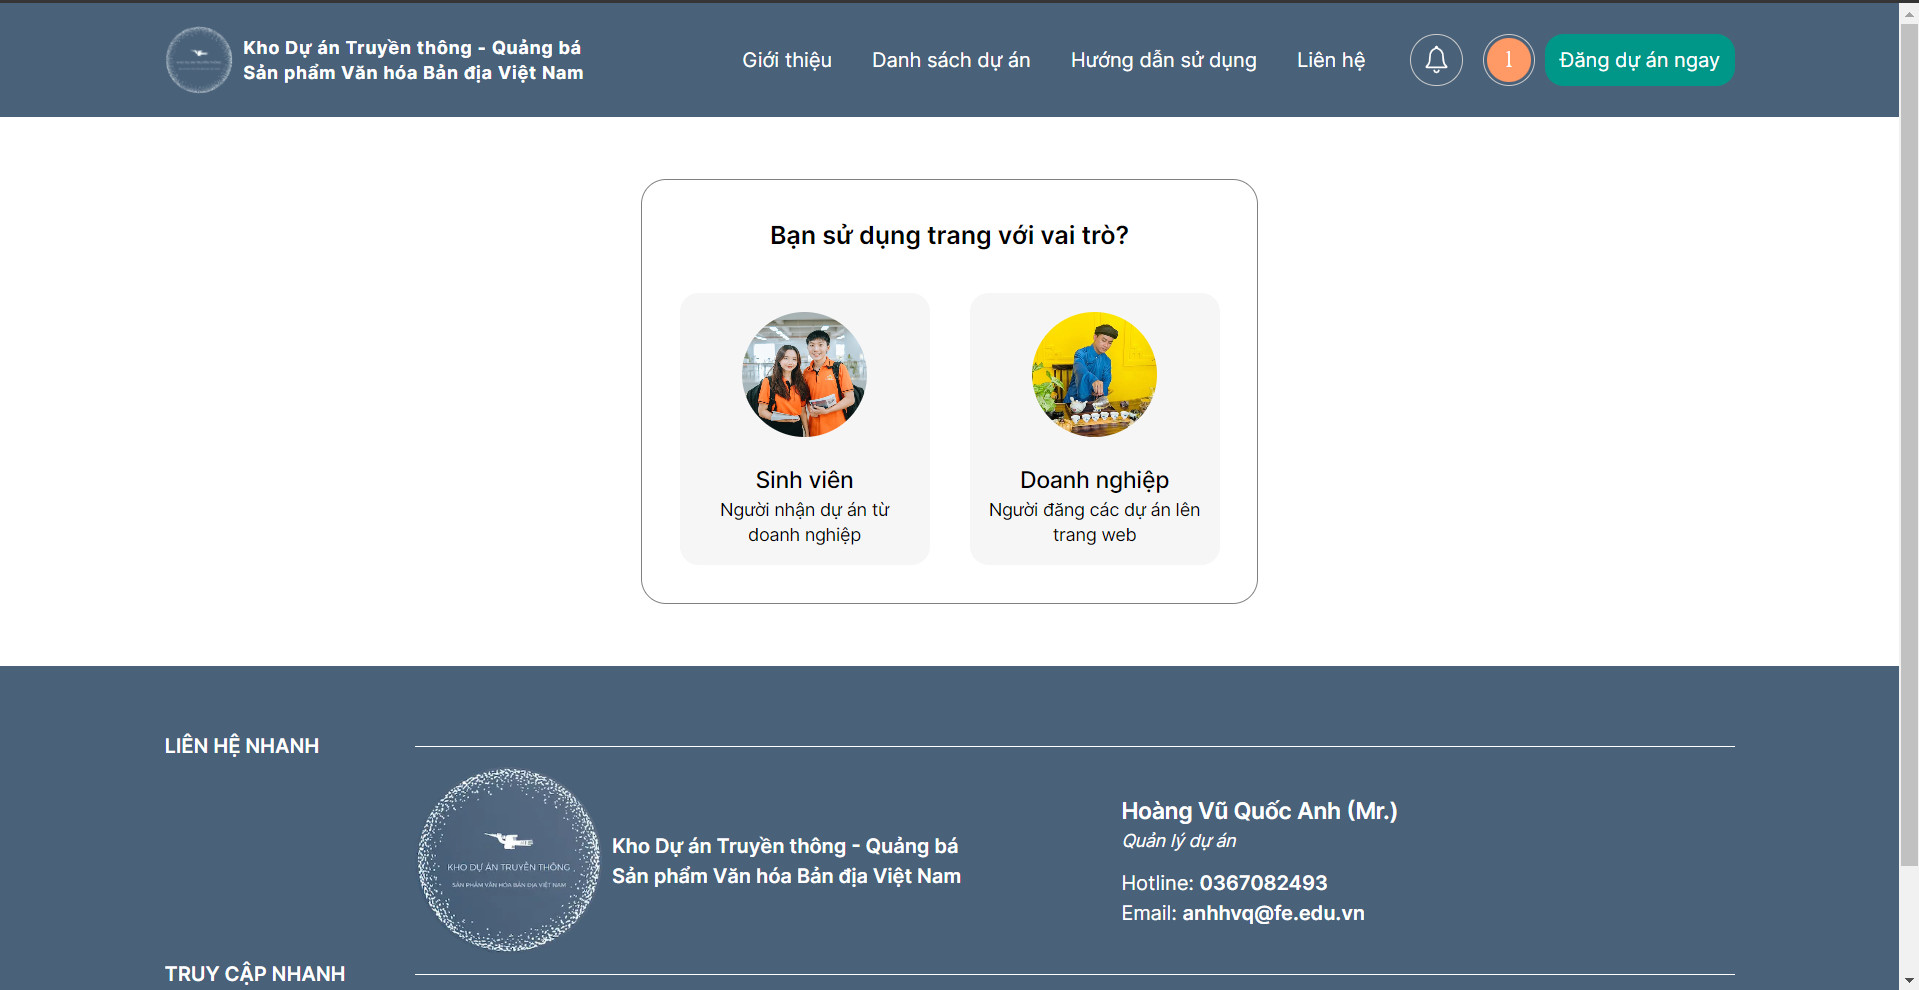 Kho Dự án Truyền thông - Quảng bá
Sản phẩm Văn hóa Bản địa Việt Nam
Giới thiệu
Danh sách dự án
Hướng dẫn sử dụng
Liên hệ
1
Đăng dự án ngay
Bạn sử dụng trang với vai trò?
Sinh viên
Người nhận dự án từ
doanh nghiệp
Doanh nghiệp
Người đăng các dự án lên
trang web
LIÊN HỆ NHANH
KHO DỰ ÁN TRUYỀN THÔNG
SẢN PHẨM VĂN HÓA BẢN ĐỊA VIỆT NAM
Kho Dự án Truyền thông - Quảng bá
Sản phẩm Văn hóa Bản địa Việt Nam
Hoàng Vũ Quốc Anh (Mr.)
Quản lý dự án
Hotline: 0367082493
Email: anhhvq@fe.edu.vn
TRUY CẬP NHANH